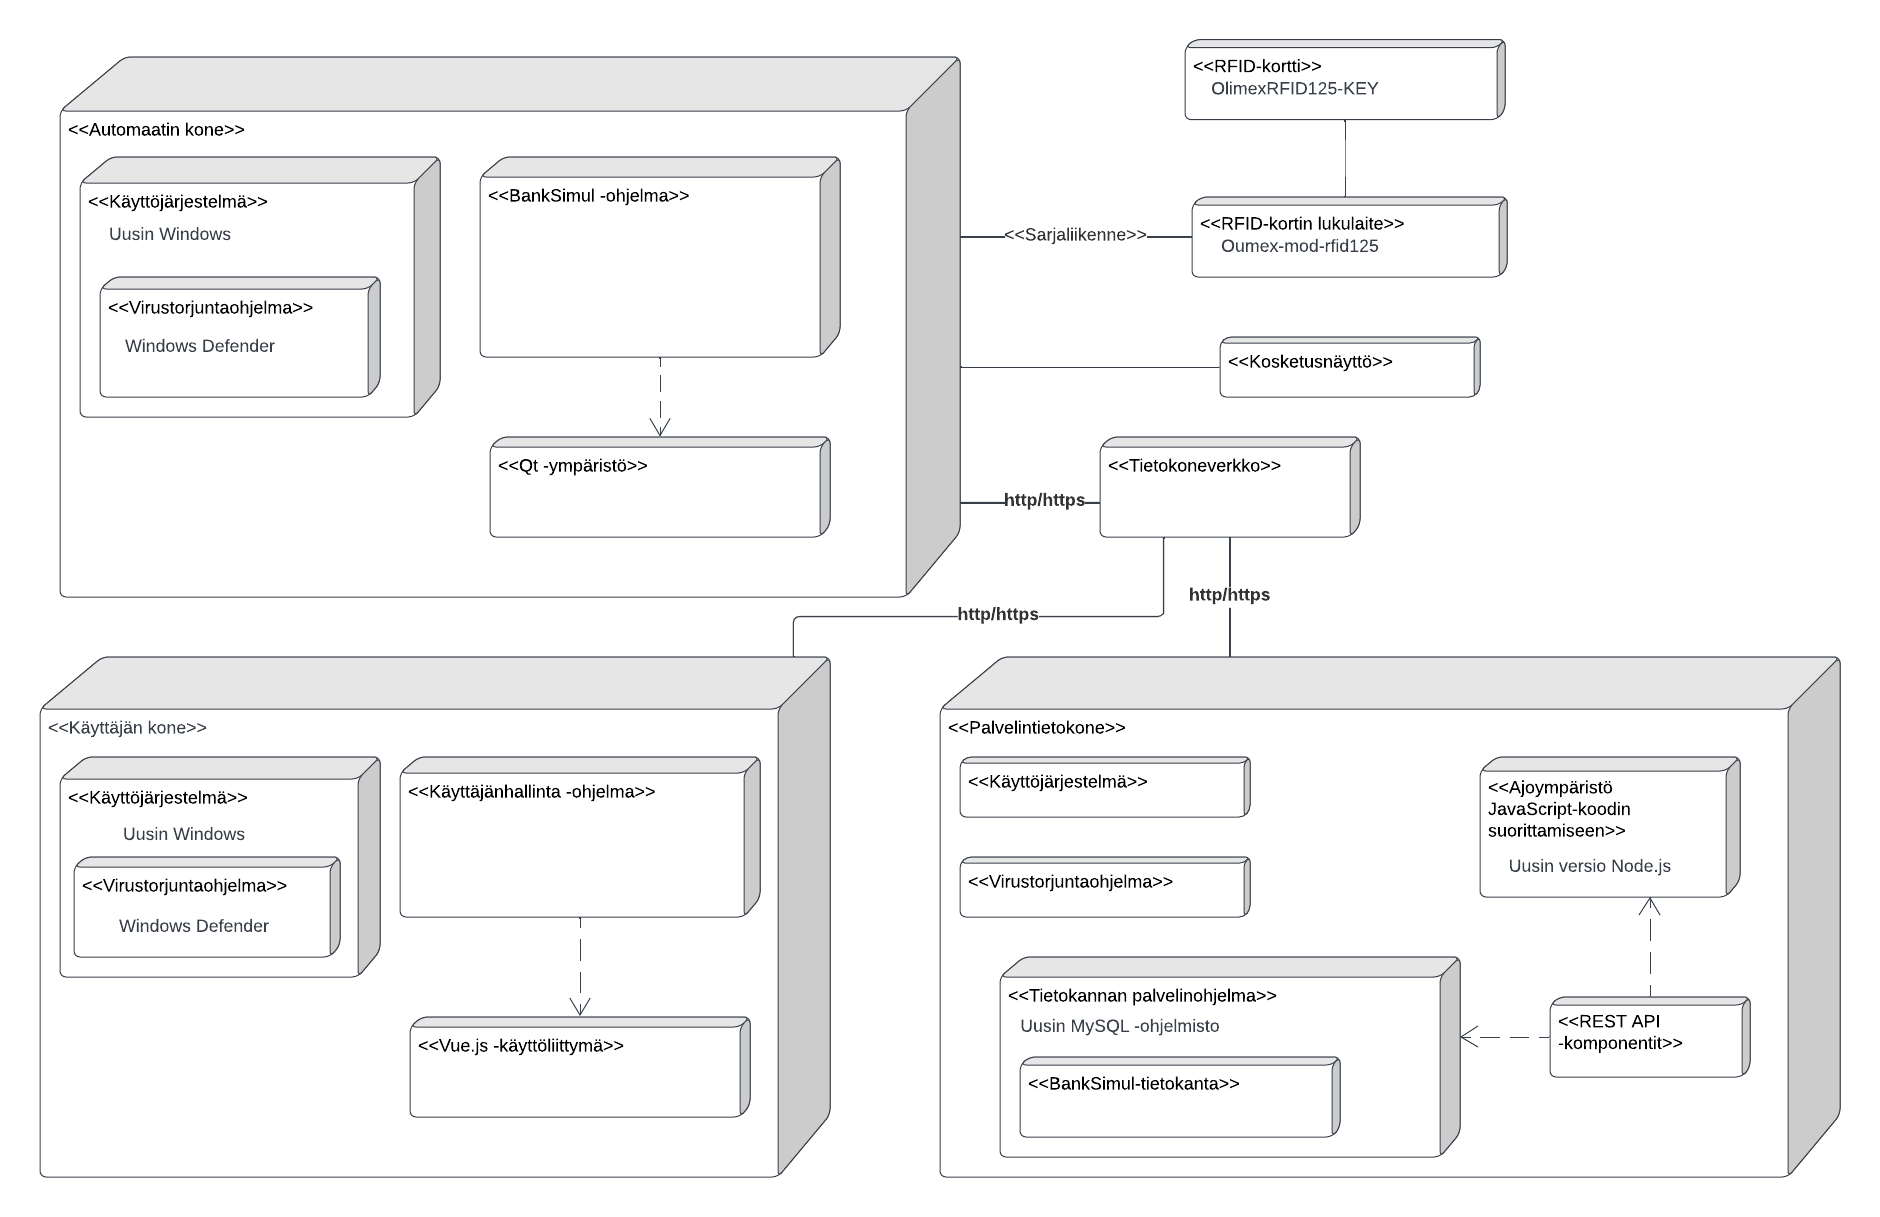 <<RFID-kortti>>
OlimexRFID125-KEY
<<Automaatin kone>>
<<Käyttöjärjestelmä>>
Uusin Windows
<<Virustorjuntaohjelma>>
Windows Defender
<<BankSimul -ohjelma>>
<<Qt -ympäristö>>
<<Sarjaliikenne>>
<<RFID-kortin lukulaite>>
Oumex-mod-rfid125
<<Kosketusnäyttö>>
http/https
<<Tietokoneverkko>>
http/https
http/https
<<Käyttäjän kone>>
<<Käyttöjärjestelmä>>
Uusin Windows
<<Virustorjuntaohjelma>>
Windows Defender
<<Käyttäjänhallinta -ohjelma>>
<<Vue.js -käyttöliittymä>>
<<Palvelintietokone>>
<<Käyttöjärjestelmä>>
<<Virustorjuntaohjelma>>
<<Ajoympäristö
JavaScript-koodin
suorittamiseen>>
Uusin versio Node.js
<<Tietokannan palvelinohjelma>>
Uusin MySQL -ohjelmisto
<<BankSimul-tietokanta>>
<<REST API
-komponentit>>